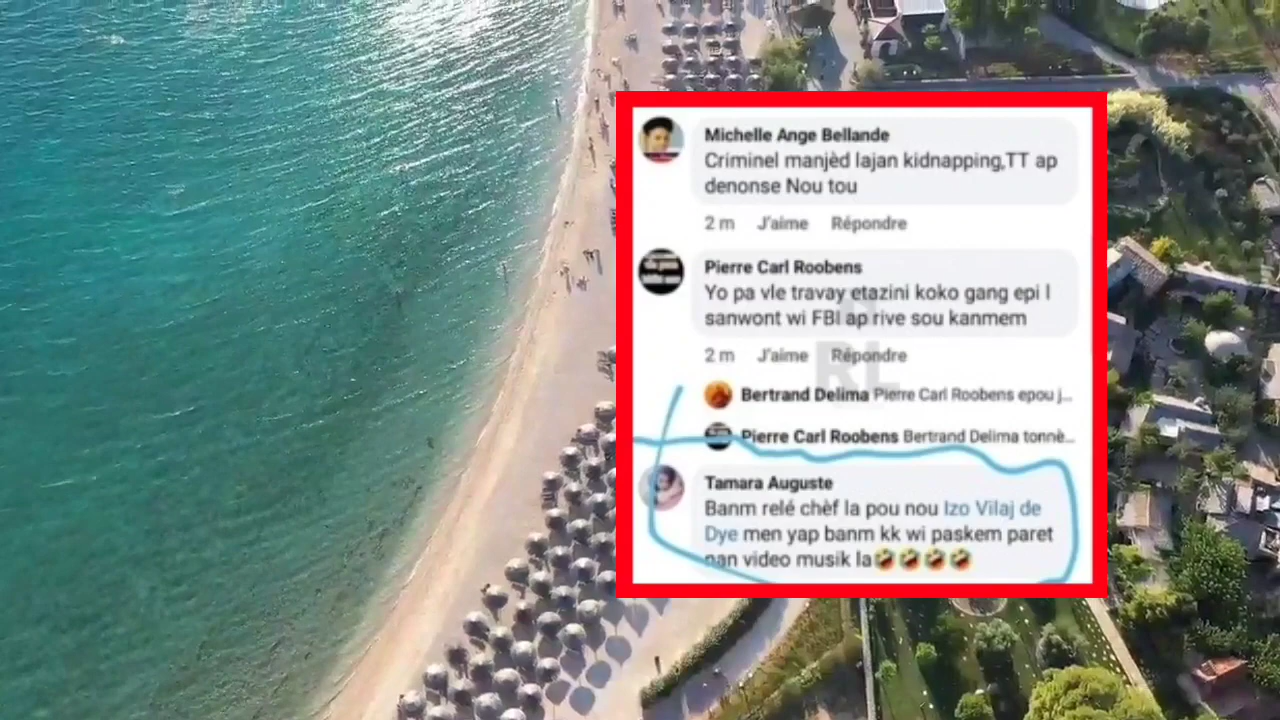 Michelle Ange Bellande
Criminel manjèd lajan kidnapping,TT ap
denonse Nou tou
2 m J'aime Répondre
Pierre Carl Roobens
Yo pa vle travay etazini koko gang epi l
sanwont wi FBI ap rive sou kanmem
2 m J'aime Répondre
RL
Bertrand Delima Pierre Carl Roobens epou j...
Pierre Carl Roobens Bertrand Delima tonnè...
Tamara Auguste
Banm relé chèf la pou nou Izo Vilaj de
Dye men yap banm kk wi paskem paret
nan video musik la🤣🤣🤣🤣